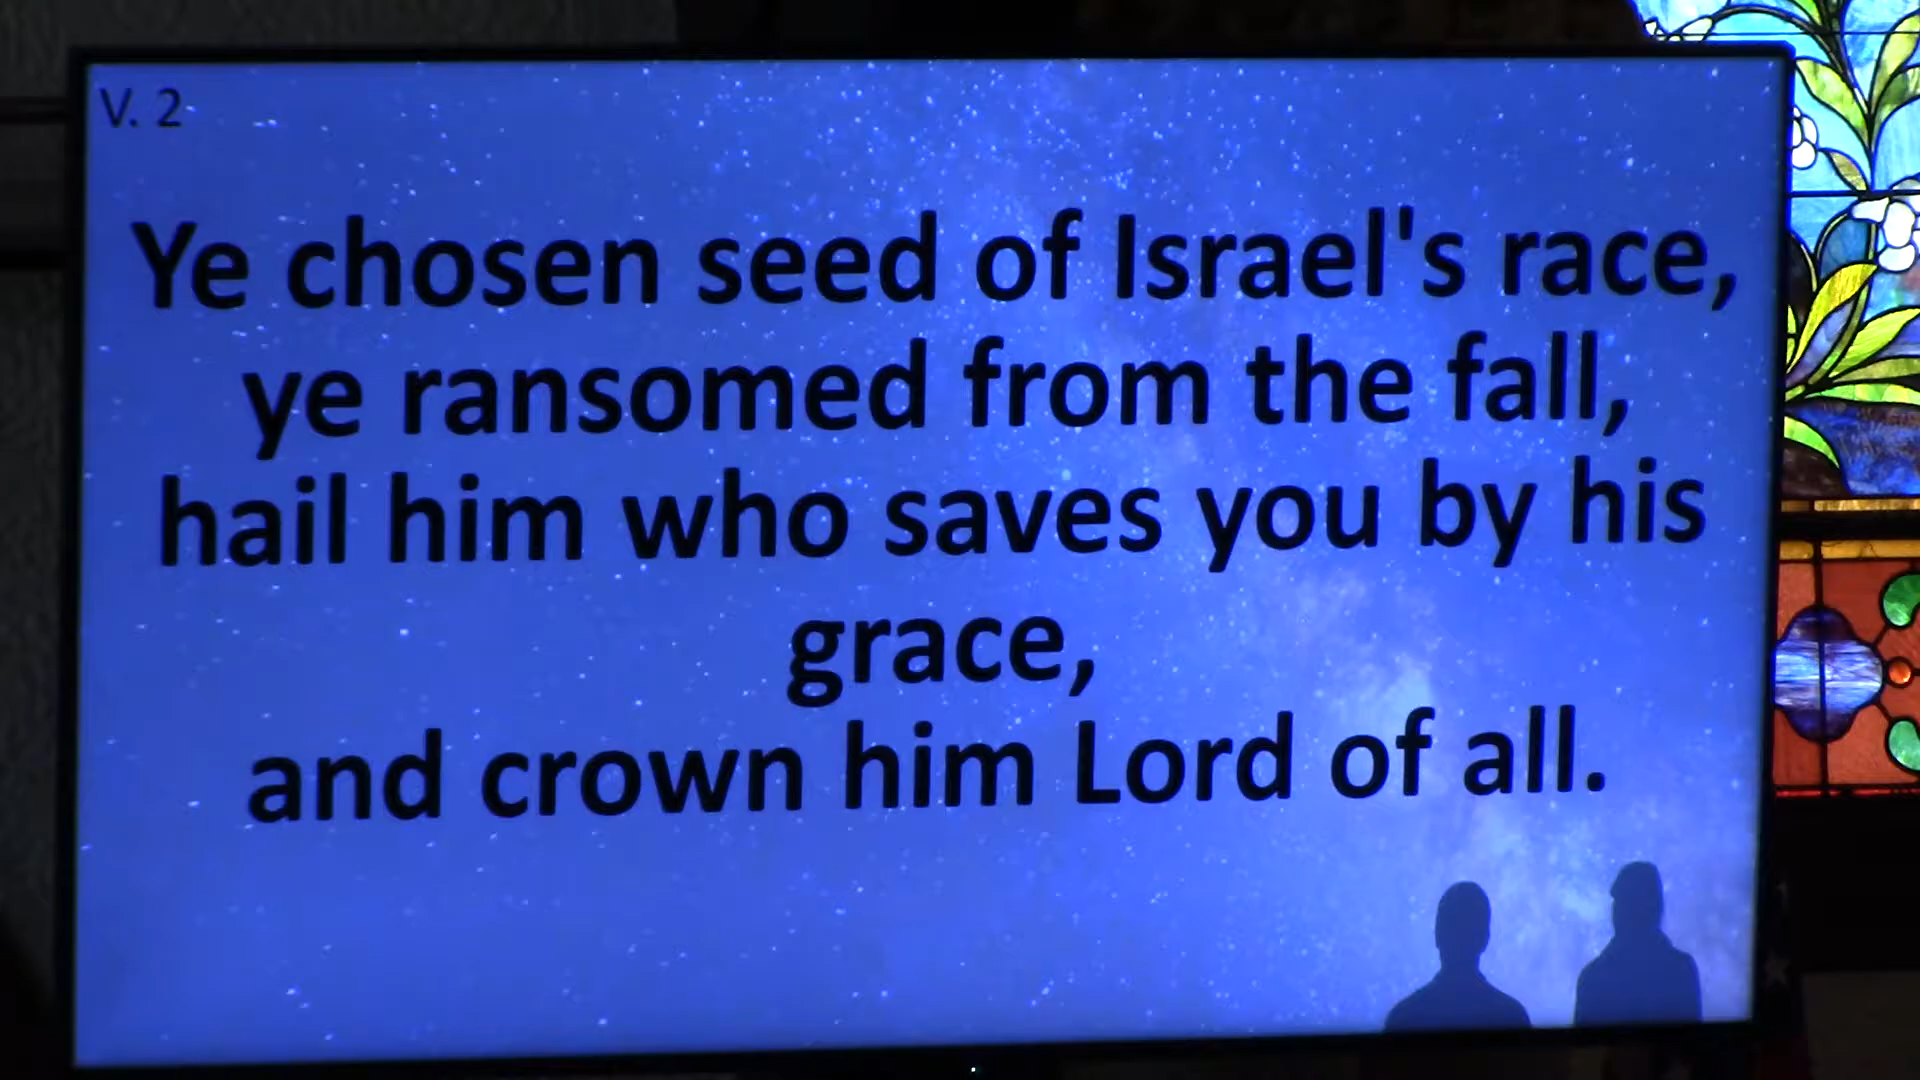 V. 2
Ye chosen seed of Israel's race,
ye ransomed from the fall,
hail him who saves you by his
grace,
and crown him Lord of all.